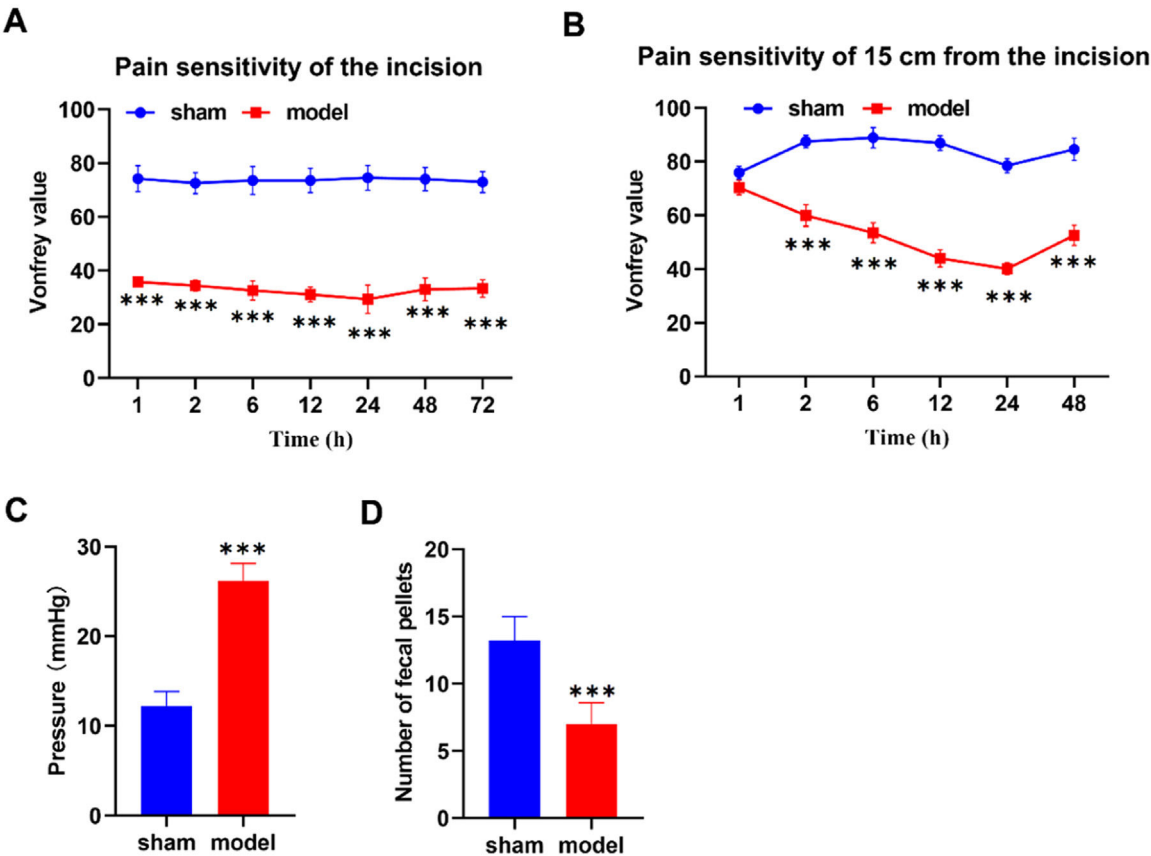 A
Pain sensitivity of the incision
sham model
Vonfrey value
100
80
60
40
20
0
*** *** *** *** *** *** ***
1 2 6 12 24 48 72
Time (h)
B
Pain sensitivity of 15 cm from the incision
sham model
Vonfrey value
100
80
60
40
20
0
*** *** *** *** ***
1 2 6 12 24 48
Time (h)
C
Pressure（mmHg）
30
20
10
0
***
sham model
D
Number of fecal pellets
20
15
10
5
0
***
sham model